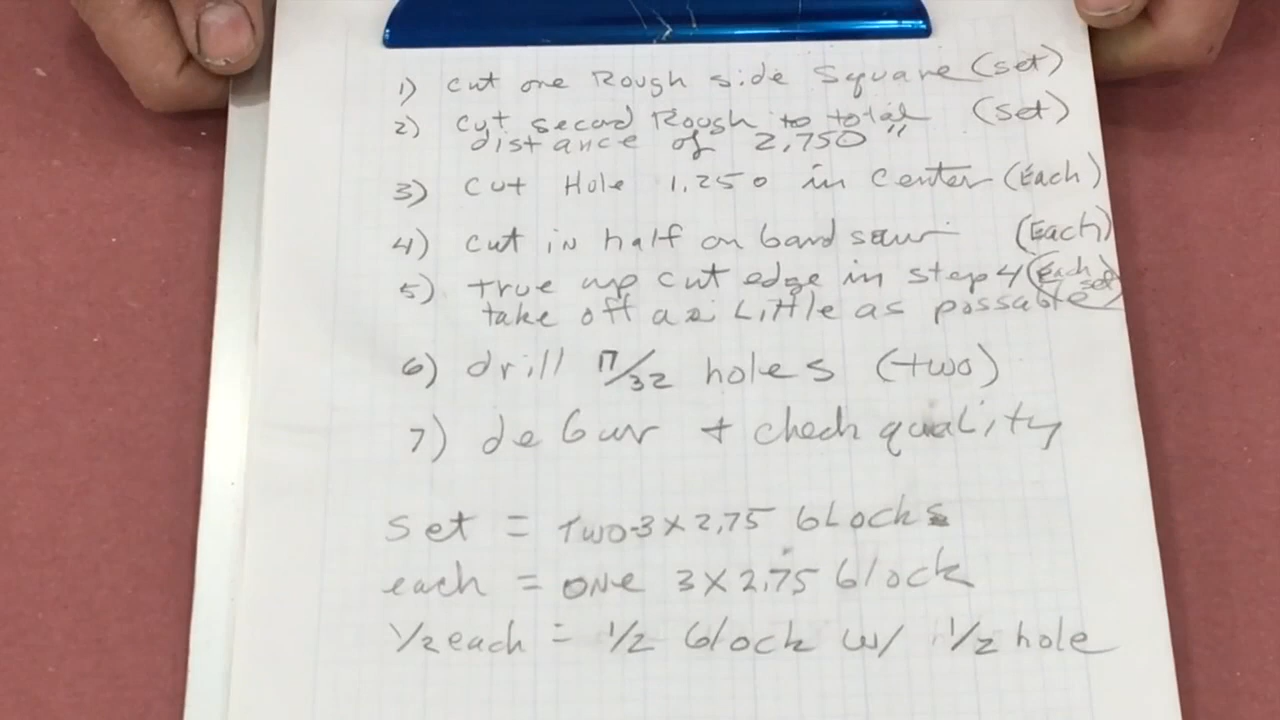 1) cut one Rough side Square (set)
2) cut second Rough to total (set)
distance of 2,750"
3) cut Hole 1.250 in center (Each)
4) cut in half on band saw (Each)
5) true up cut edge in step 4 (Each set)
take off as Little as possable
6) drill 17/32 holes (two)
7) debur + check quality
set = Two-3 x 2,75 bLocks
each = ONe 3 x 2.75 block
1/2 each = 1/2 block w/ 1/2 hole